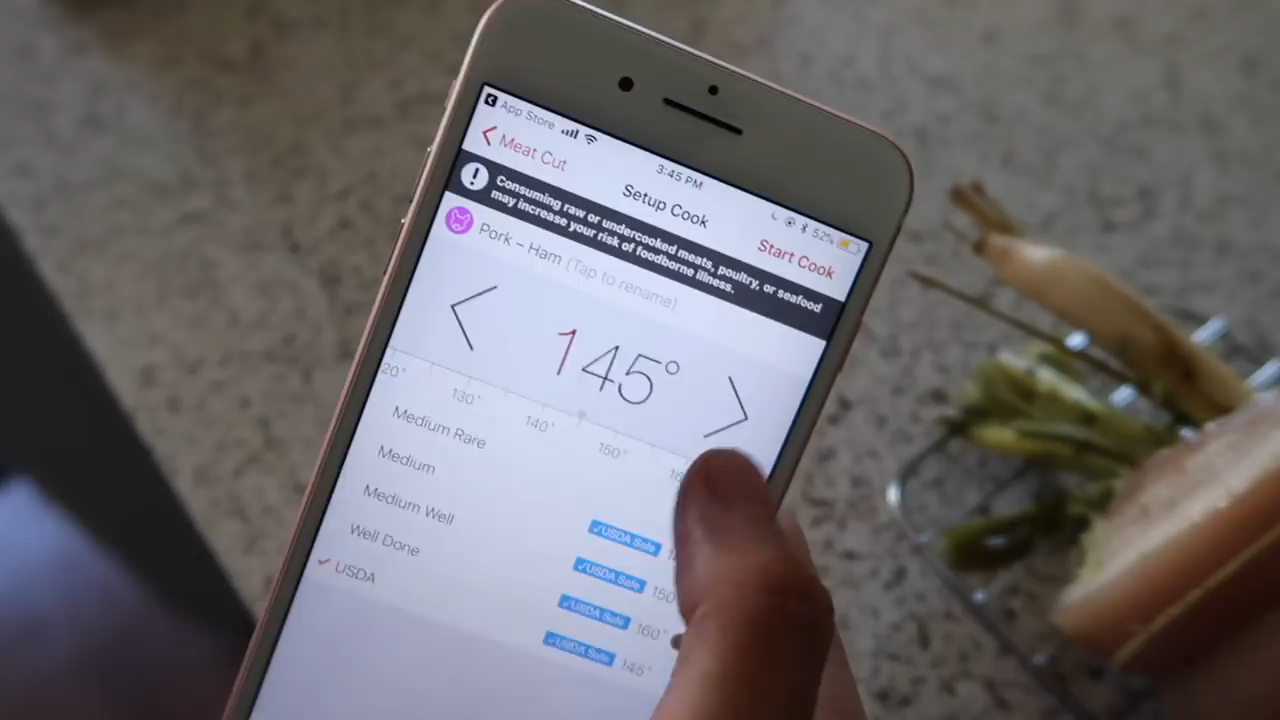 App Store
3:45 PM
52%
Meat Cut
Setup Cook
Start Cook
Consuming raw or undercooked meats, poultry, or seafood
may increase your risk of foodborne illness.
Pork – Ham (Tap to rename)
145°
20° 130° 140° 150°
Medium Rare
Medium
✓USDA Safe
Medium Well
✓USDA Safe 150
Well Done
✓USDA Safe 160°
✓ USDA
✓USDA Safe 145°